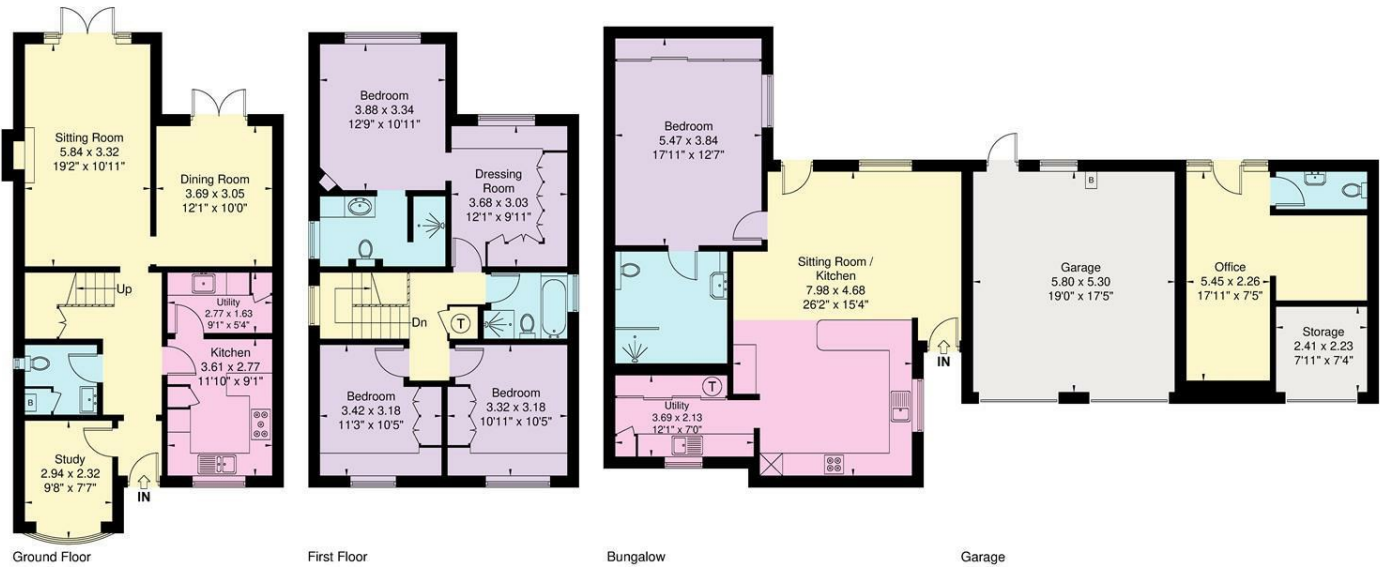 Sitting Room
5.84 x 3.32
19'2" x 10'11"
Dining Room
3.69 x 3.05
12'1" x 10'0"
Up
Utility
2.77 x 1.63
9'1" x 5'4"
Kitchen
3.61 x 2.77
11'10" x 9'1"
B
Study
2.94 x 2.32
9'8" x 7'7"
IN
Ground Floor
Bedroom
3.88 x 3.34
12'9" x 10'11"
Dressing
Room
3.68 x 3.03
12'1" x 9'11"
Dn
T
Bedroom
3.42 x 3.18
11'3" x 10'5"
Bedroom
3.32 x 3.18
10'11" x 10'5"
First Floor
Bedroom
5.47 x 3.84
17'11" x 12'7"
Sitting Room /
Kitchen
7.98 x 4.68
26'2" x 15'4"
IN
T
Utility
3.69 x 2.13
12'1" x 7'0"
Bungalow
B
Garage
5.80 x 5.30
19'0" x 17'5"
Office
5.45 x 2.26
17'11" x 7'5"
Storage
2.41 x 2.23
7'11" x 7'4"
Garage